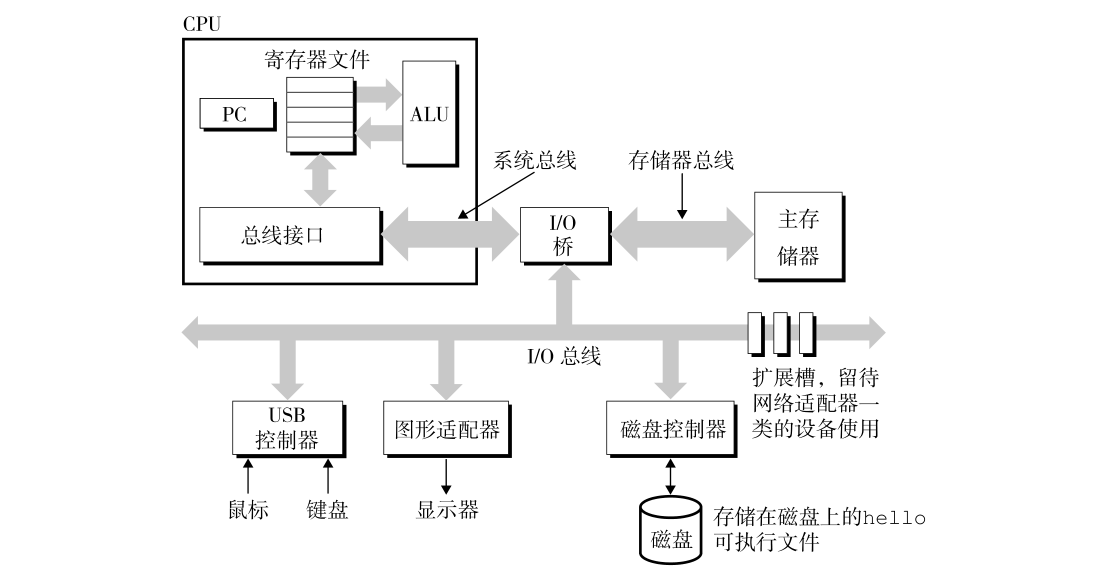 CPU
寄存器文件
PC
ALU
系统总线
存储器总线
总线接口
I/O
桥
主存
储器
I/O 总线
扩展槽，留待
网络适配器一
类的设备使用
USB
控制器
图形适配器
磁盘控制器
鼠标
键盘
显示器
磁盘
存储在磁盘上的hello
可执行文件